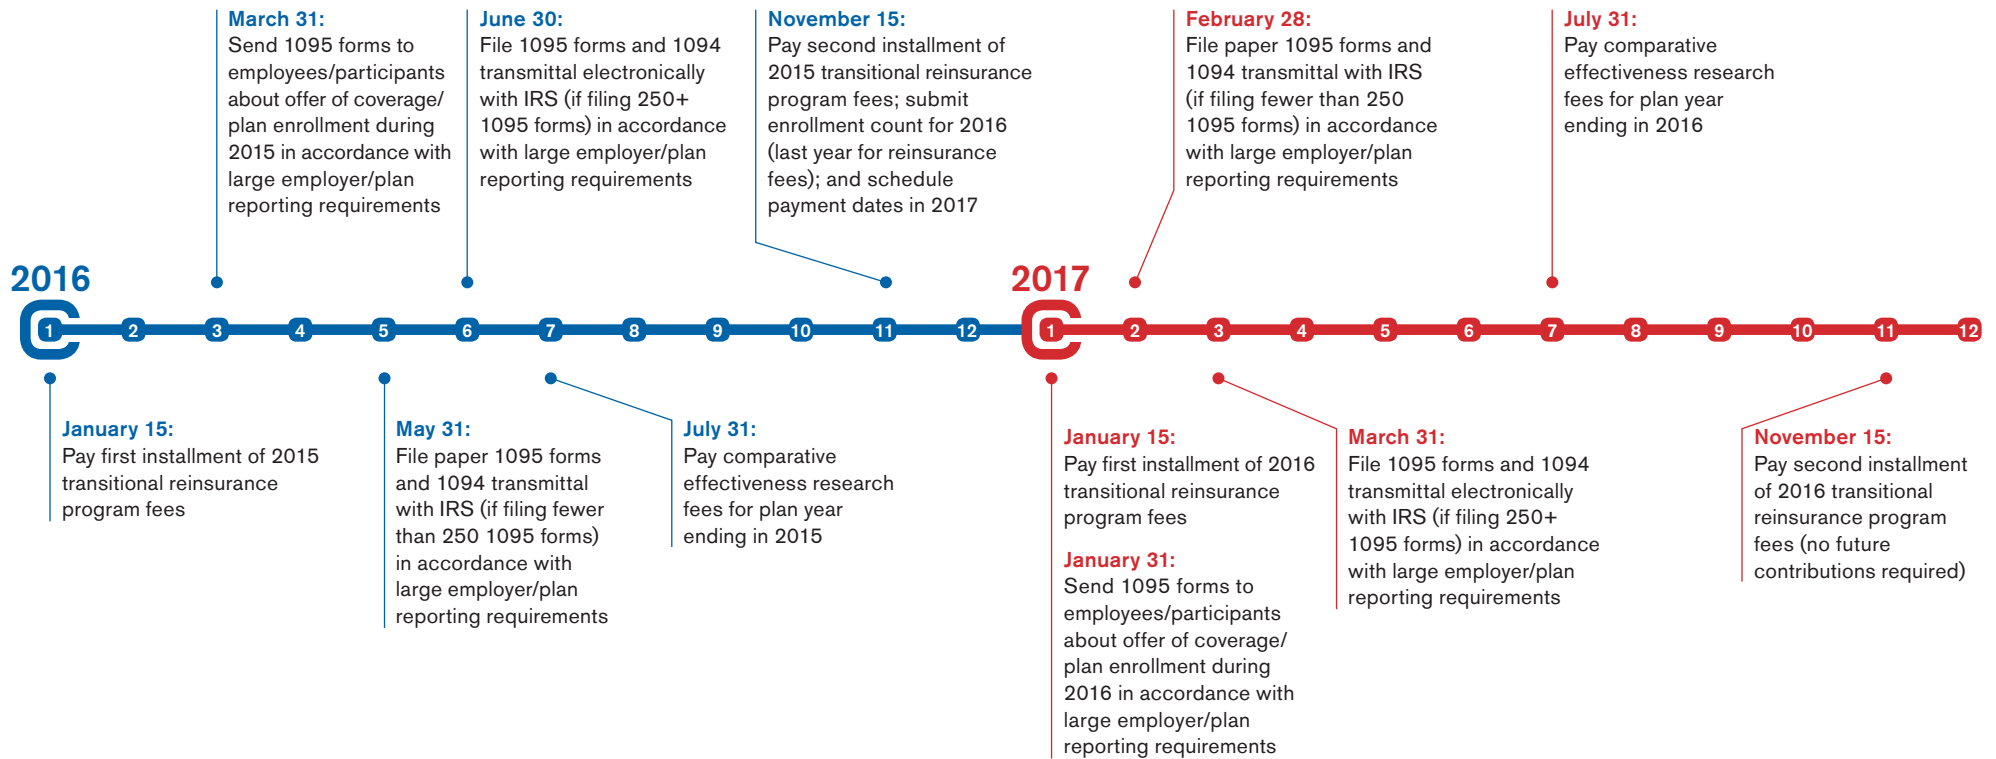 March 31:
Send 1095 forms to
employees/participants
about offer of coverage/
plan enrollment during
2015 in accordance with
large employer/plan
reporting requirements
June 30:
File 1095 forms and 1094
transmittal electronically
with IRS (if filing 250+
1095 forms) in accordance
with large employer/plan
reporting requirements
November 15:
Pay second installment of
2015 transitional reinsurance
program fees; submit
enrollment count for 2016
(last year for reinsurance
fees); and schedule
payment dates in 2017
February 28:
File paper 1095 forms and
1094 transmittal with IRS
(if filing fewer than 250
1095 forms) in accordance
with large employer/plan
reporting requirements
July 31:
Pay comparative
effectiveness research
fees for plan year
ending in 2016
2016
1 2 3 4 5 6 7 8 9 10 11 12
2017
1 2 3 4 5 6 7 8 9 10 11 12
January 15:
Pay first installment of 2015
transitional reinsurance
program fees
May 31:
File paper 1095 forms
and 1094 transmittal
with IRS (if filing fewer
than 250 1095 forms)
in accordance with
large employer/plan
reporting requirements
July 31:
Pay comparative
effectiveness research
fees for plan year
ending in 2015
January 15:
Pay first installment of 2016
transitional reinsurance
program fees
January 31:
Send 1095 forms to
employees/participants
about offer of coverage/
plan enrollment during
2016 in accordance with
large employer/plan
reporting requirements
March 31:
File 1095 forms and 1094
transmittal electronically
with IRS (if filing 250+
1095 forms) in accordance
with large employer/plan
reporting requirements
November 15:
Pay second installment
of 2016 transitional
reinsurance program
fees (no future
contributions required)